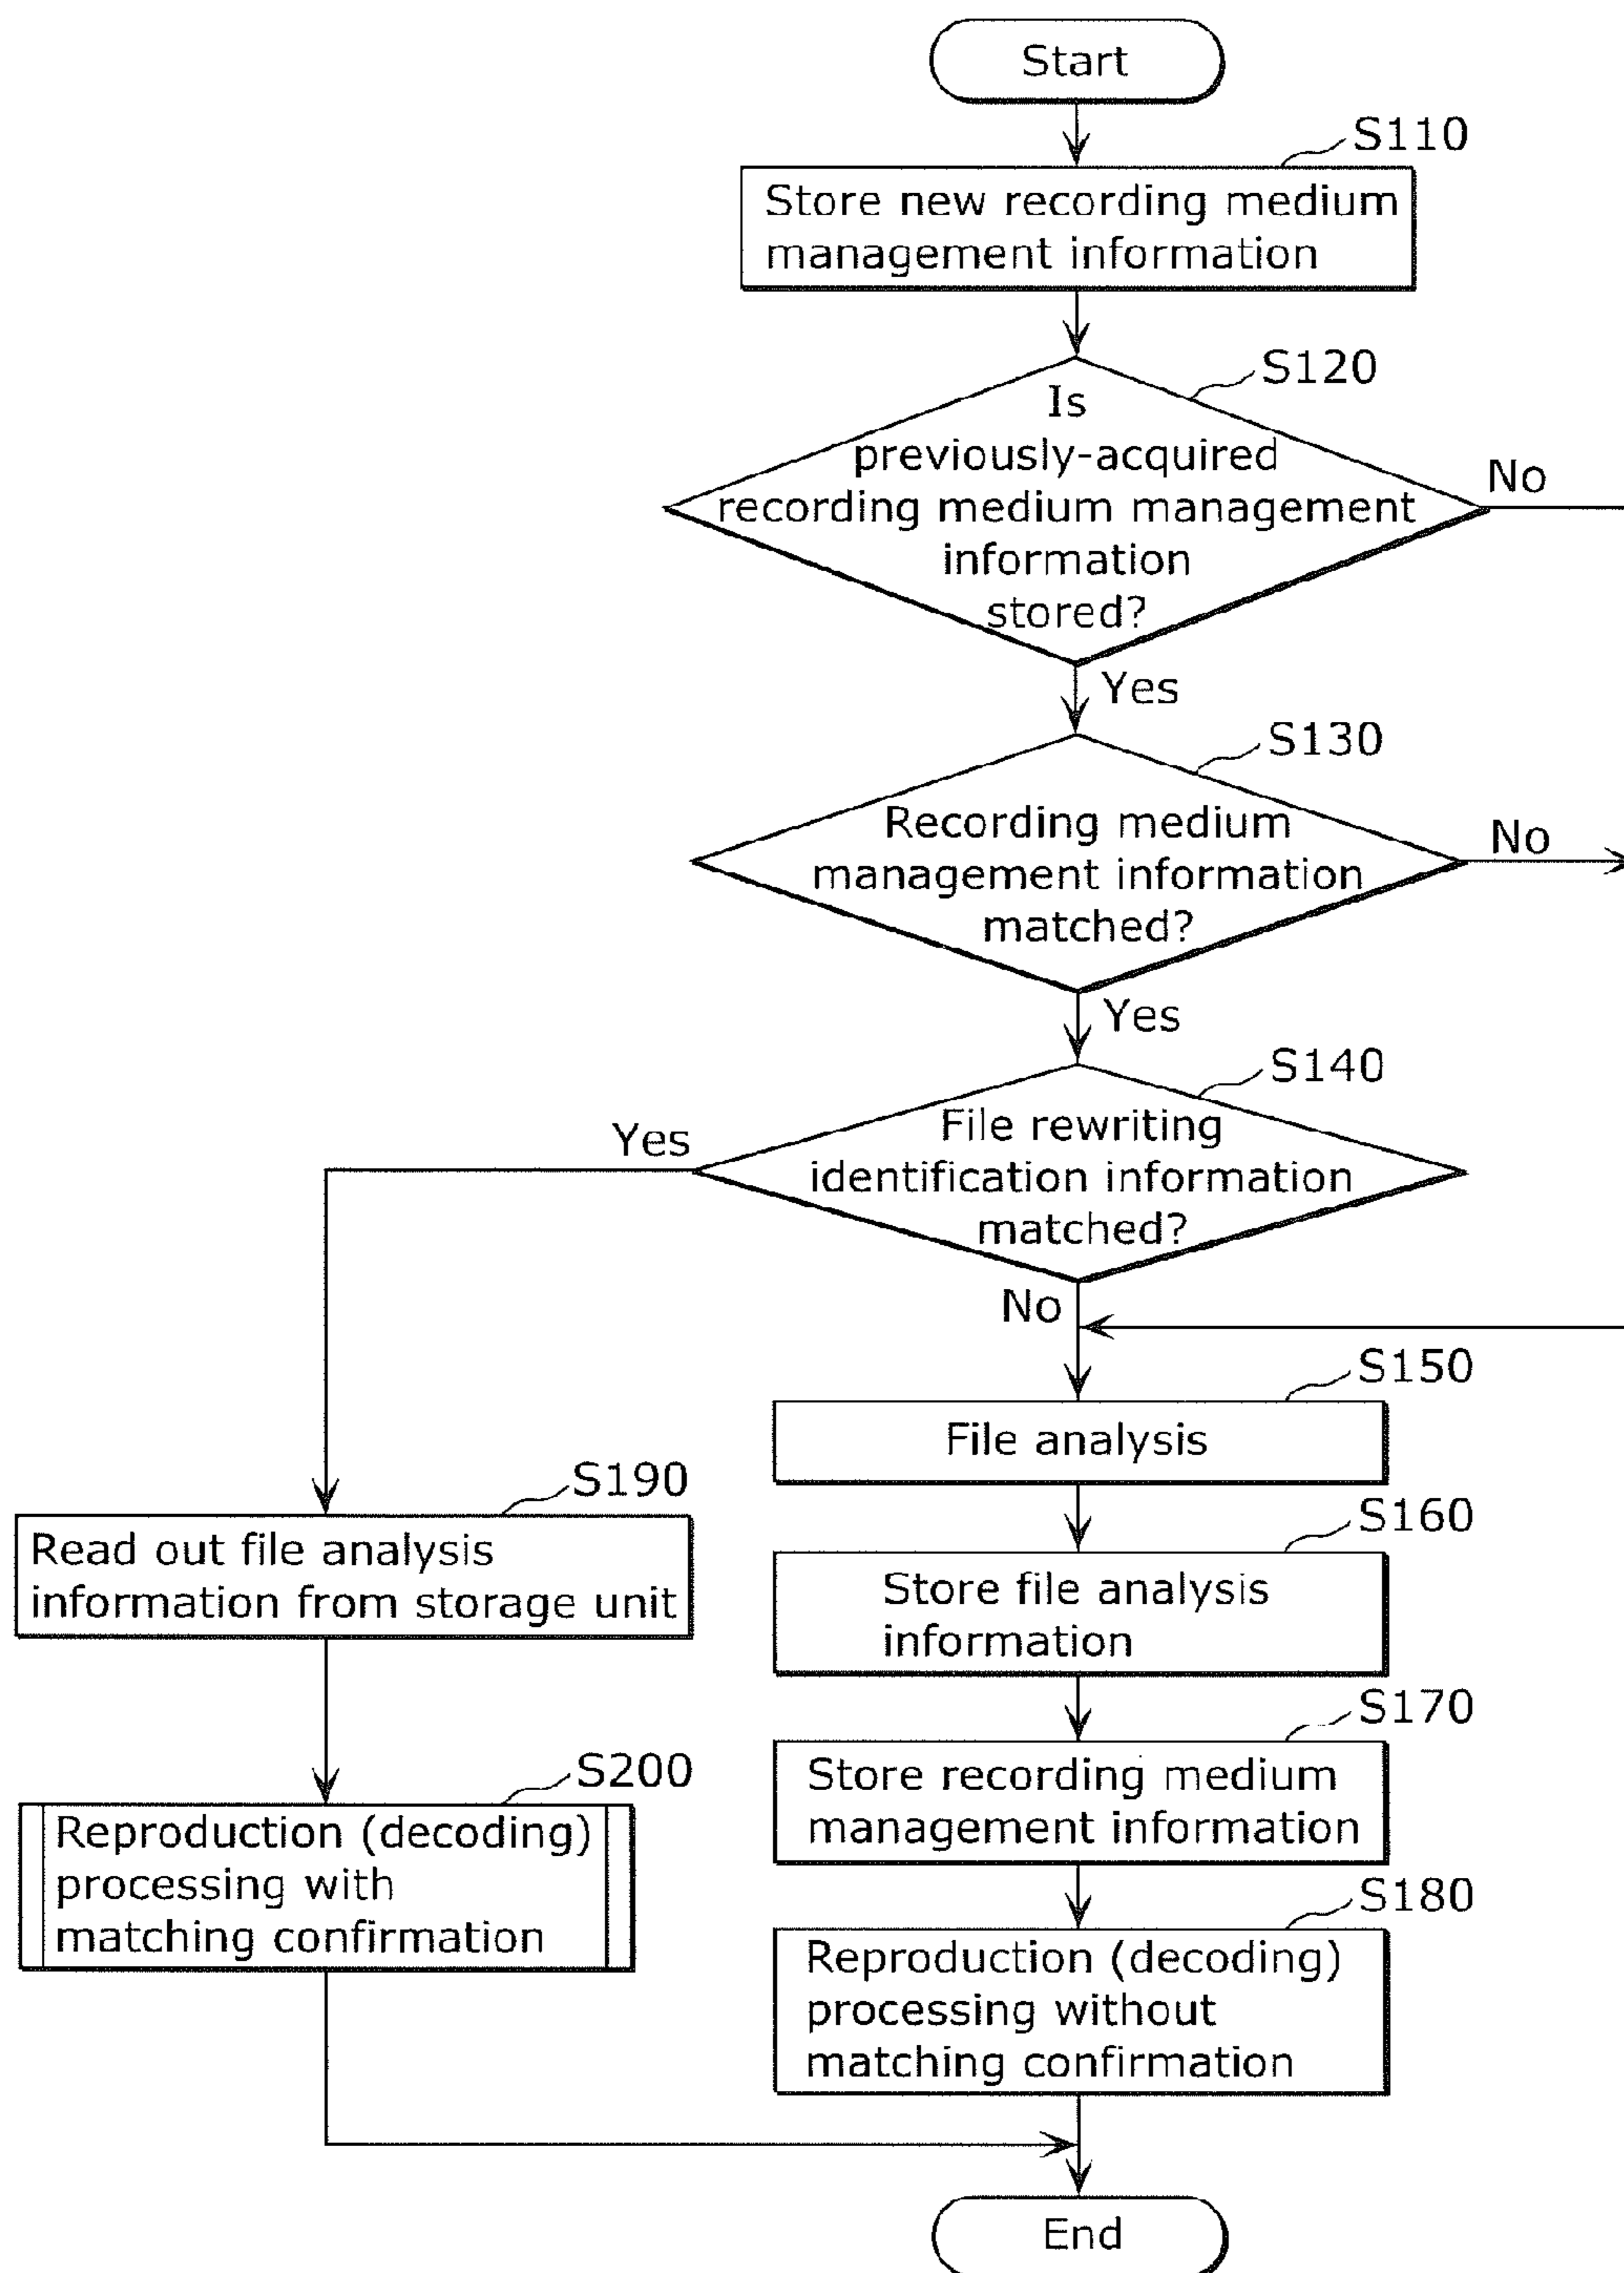 Start
S110
Store new recording medium
management information
S120
Is
previously-acquired
recording medium management
information
stored?
No
Yes
S130
Recording medium
management information
matched?
No
Yes
S140
File rewriting
identification information
matched?
Yes
No
S150
File analysis
S190
Read out file analysis
information from storage unit
S160
Store file analysis
information
S170
Store recording medium
management information
S200
Reproduction (decoding)
processing with
matching confirmation
S180
Reproduction (decoding)
processing without
matching confirmation
End